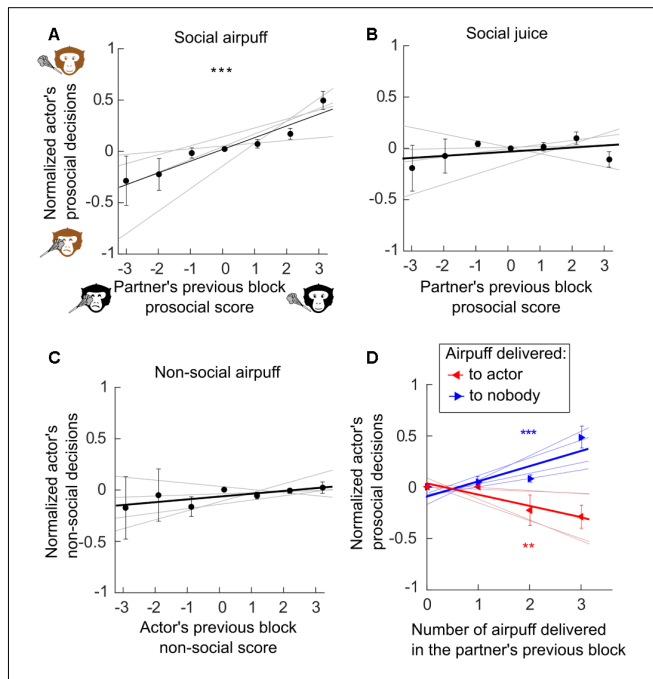 A
Social airpuff
***
Normalized actor's
prosocial decisions
1
0.5
0
-0.5
-1
-3 -2 -1 0 1 2 3
Partner's previous block
prosocial score
B
Social juice
1
0.5
0
-0.5
-1
-3 -2 -1 0 1 2 3
Partner's previous block
prosocial score
C
Non-social airpuff
Normalized actor's
non-social decisions
1
0.5
0
-0.5
-1
-3 -2 -1 0 1 2 3
Actor's previous block
non-social score
D
Airpuff delivered:
to actor
to nobody
***
**
Normalized actor's
prosocial decisions
1
0.5
0
-0.5
-1
0 1 2 3
Number of airpuff delivered
in the partner's previous block